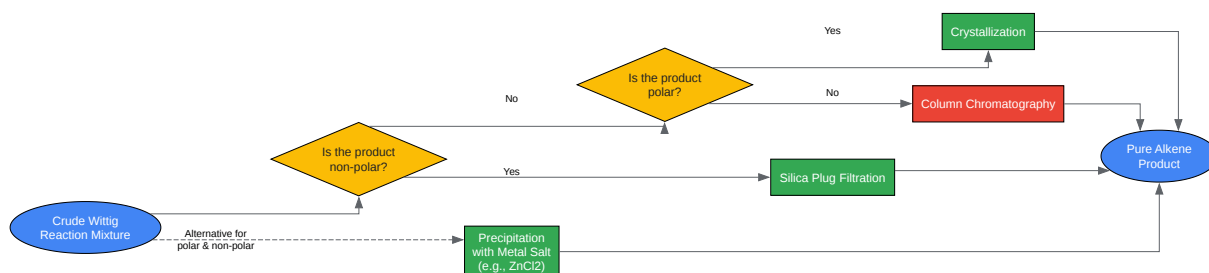 Yes
Crystallization
Is the product
polar?
No
Column Chromatography
No
Is the product
non-polar?
Yes
Silica Plug Filtration
Pure Alkene
Product
Crude Wittig
Reaction Mixture
Alternative for
polar & non-polar
Precipitation
with Metal Salt
(e.g., ZnCl2)